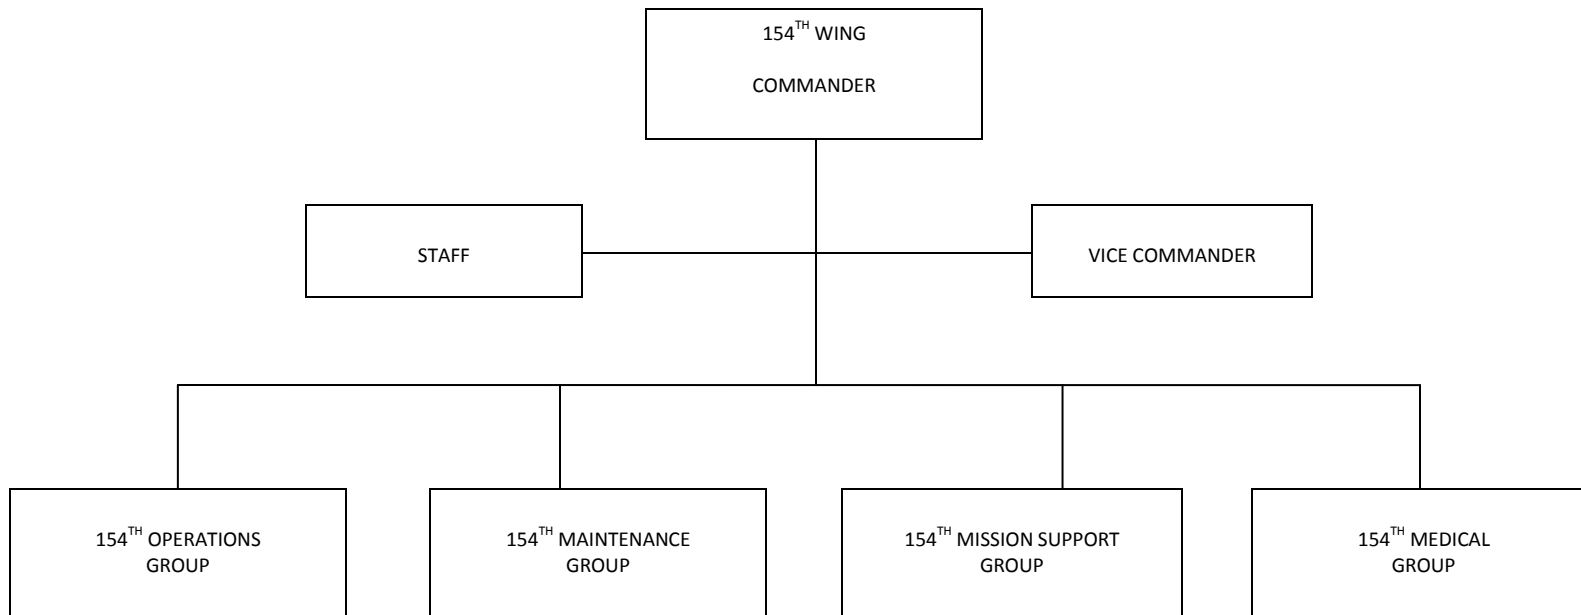 154TH WING
COMMANDER
STAFF
VICE COMMANDER
154TH OPERATIONS
GROUP
154TH MAINTENANCE
GROUP
154TH MISSION SUPPORT
GROUP
154TH MEDICAL
GROUP